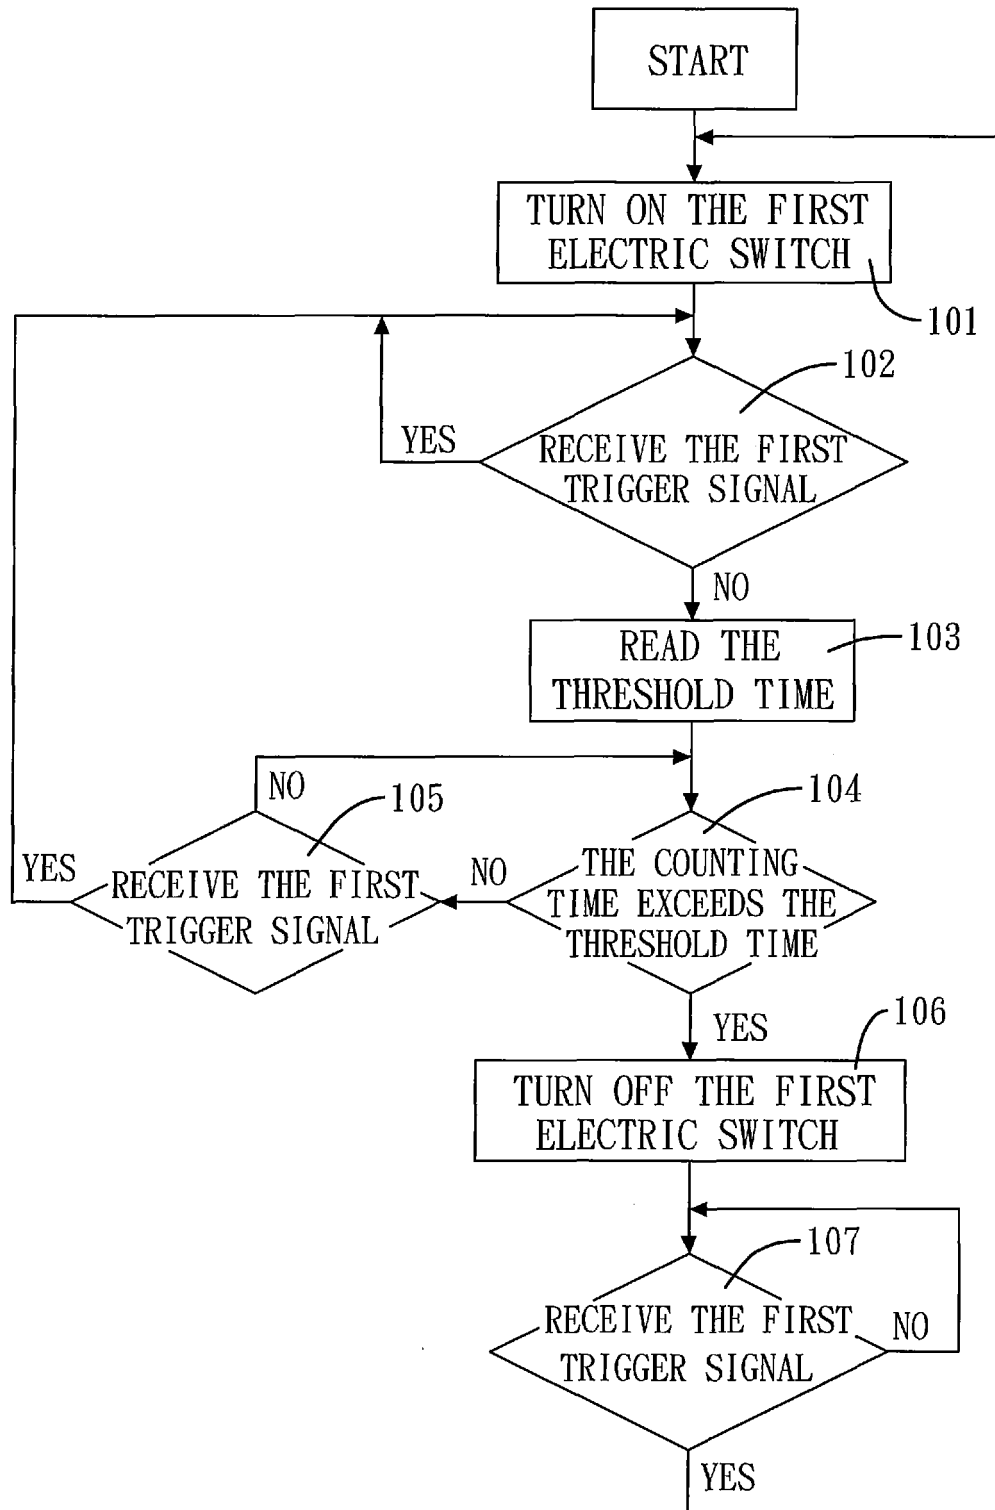 START
TURN ON THE FIRST
ELECTRIC SWITCH
101
102
YES
RECEIVE THE FIRST
TRIGGER SIGNAL
NO
READ THE
THRESHOLD TIME
103
NO
105
104
YES
RECEIVE THE FIRST
TRIGGER SIGNAL
NO
THE COUNTING
TIME EXCEEDS THE
THRESHOLD TIME
YES
106
TURN OFF THE FIRST
ELECTRIC SWITCH
107
RECEIVE THE FIRST
TRIGGER SIGNAL
NO
YES